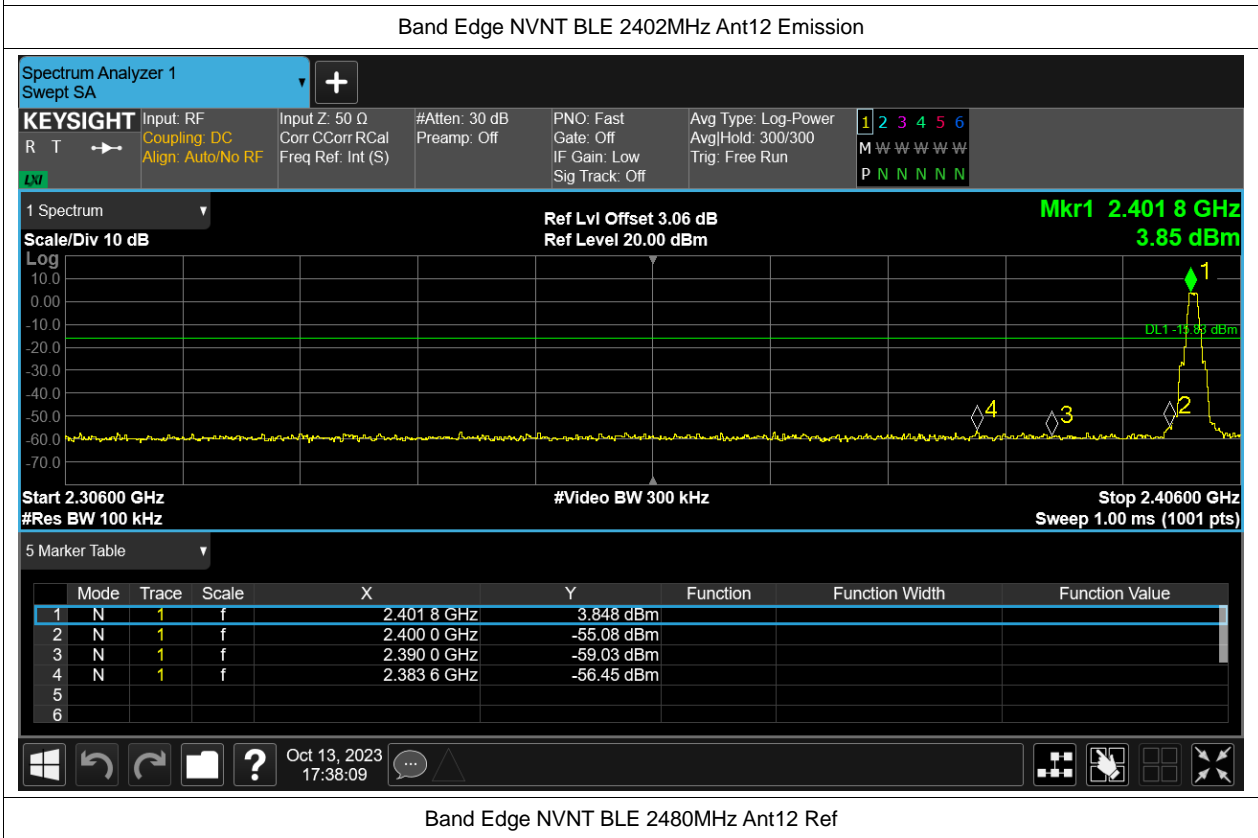 Band Edge NVNT BLE 2402MHz Ant12 Emission
Spectrum Analyzer 1
Swept SA
KEYSIGHT
R T
LXI
Input: RF
Coupling: DC
Align: Auto/No RF
Input Z: 50 Ω
Corr CCorr RCal
Freq Ref: Int (S)
#Atten: 30 dB
Preamp: Off
PNO: Fast
Gate: Off
IF Gain: Low
Sig Track: Off
Avg Type: Log-Power
Avg|Hold: 300/300
Trig: Free Run
1 2 3 4 5 6
M W W W W W
P N N N N N
1 Spectrum
Scale/Div 10 dB
Ref Lvl Offset 3.06 dB
Ref Level 20.00 dBm
Mkr1 2.401 8 GHz
3.85 dBm
Log
10.0
0.00
-10.0
-20.0
-30.0
-40.0
-50.0
-60.0
-70.0
1
DL1 -15.83 dBm
4
3
2
Start 2.30600 GHz
#Video BW 300 kHz
Stop 2.40600 GHz
#Res BW 100 kHz
Sweep 1.00 ms (1001 pts)
5 Marker Table
Mode Trace Scale X Y Function Function Width Function Value
1 N 1 f 2.401 8 GHz 3.848 dBm
2 N 1 f 2.400 0 GHz -55.08 dBm
3 N 1 f 2.390 0 GHz -59.03 dBm
4 N 1 f 2.383 6 GHz -56.45 dBm
5
6
?
Oct 13, 2023
17:38:09
Band Edge NVNT BLE 2480MHz Ant12 Ref